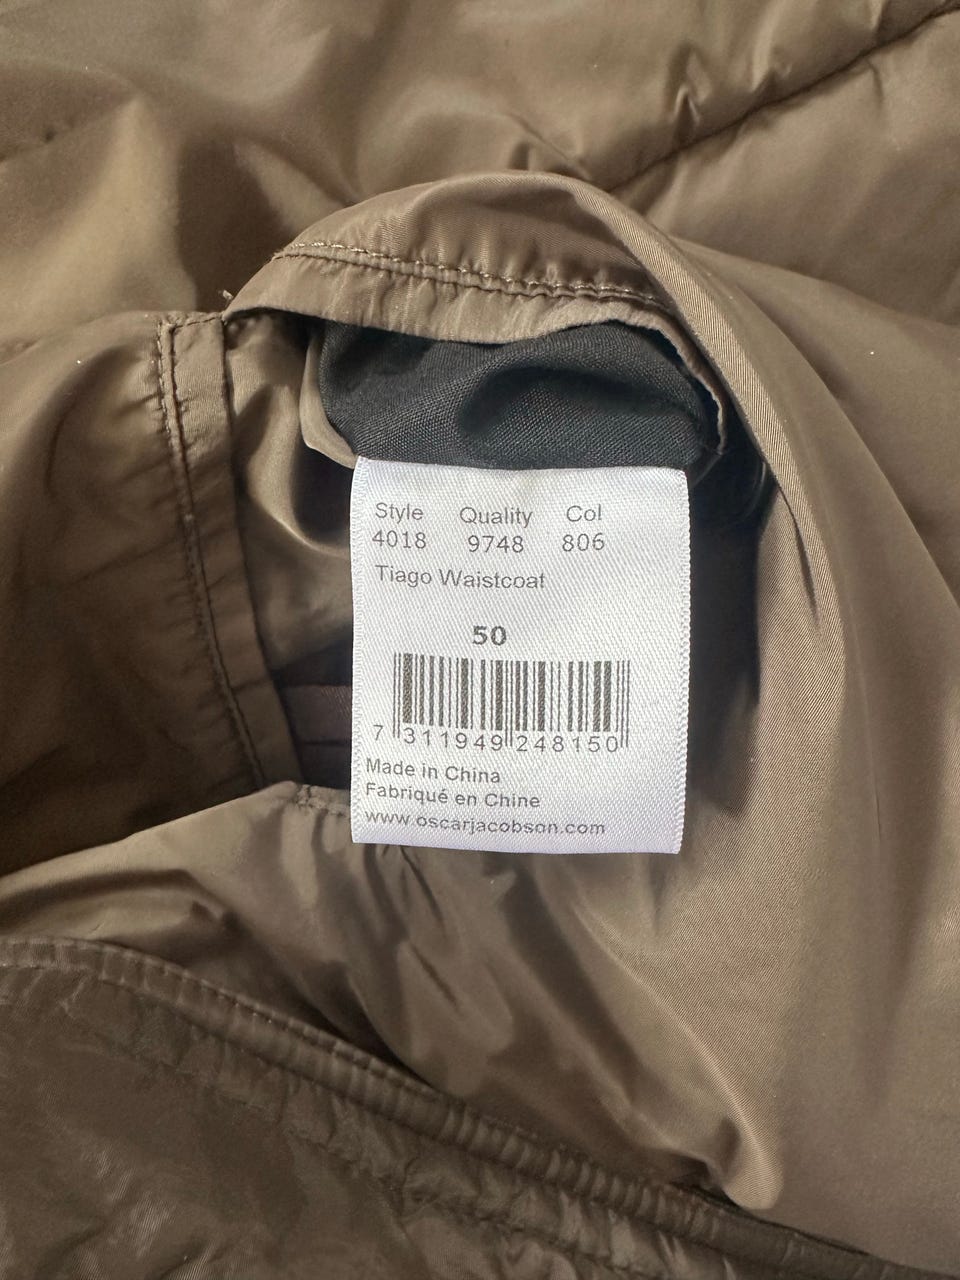 Style Quality Col
4018 9748 806
Tiago Waistcoat
50
7 311949 248150
Made in China
Fabriqué en Chine
www.oscarjacobson.com